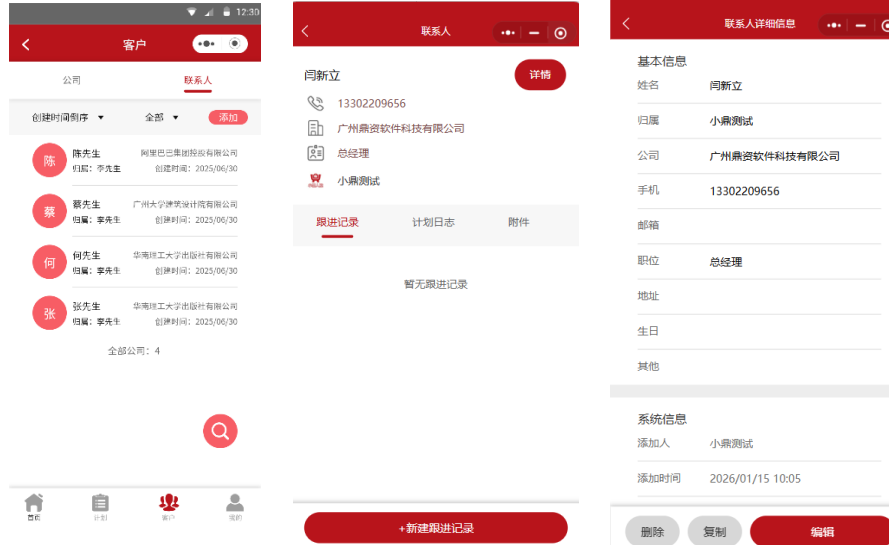 12:30
客户
公司 联系人
创建时间倒序 ▼ 全部 ▼ 添加
陈 陈先生 阿里巴巴集团控股有限公司
归属：李先生 创建时间：2025/06/30
蔡 蔡先生 广州大学建筑设计院有限公司
归属：李先生 创建时间：2025/06/30
何 何先生 华南理工大学出版社有限公司
归属：李先生 创建时间：2025/06/30
张 张先生 华南理工大学出版社有限公司
归属：李先生 创建时间：2025/06/30
全部公司：4
首页 计划 客户 我的
联系人
闫新立 详情
13302209656
广州鼎资软件科技有限公司
总经理
小鼎测试
跟进记录 计划日志 附件
暂无跟进记录
+新建跟进记录
联系人详细信息
基本信息
姓名 闫新立
归属 小鼎测试
公司 广州鼎资软件科技有限公司
手机 13302209656
邮箱
职位 总经理
地址
生日
其他
系统信息
添加人 小鼎测试
添加时间 2026/01/15 10:05
删除 复制 编辑